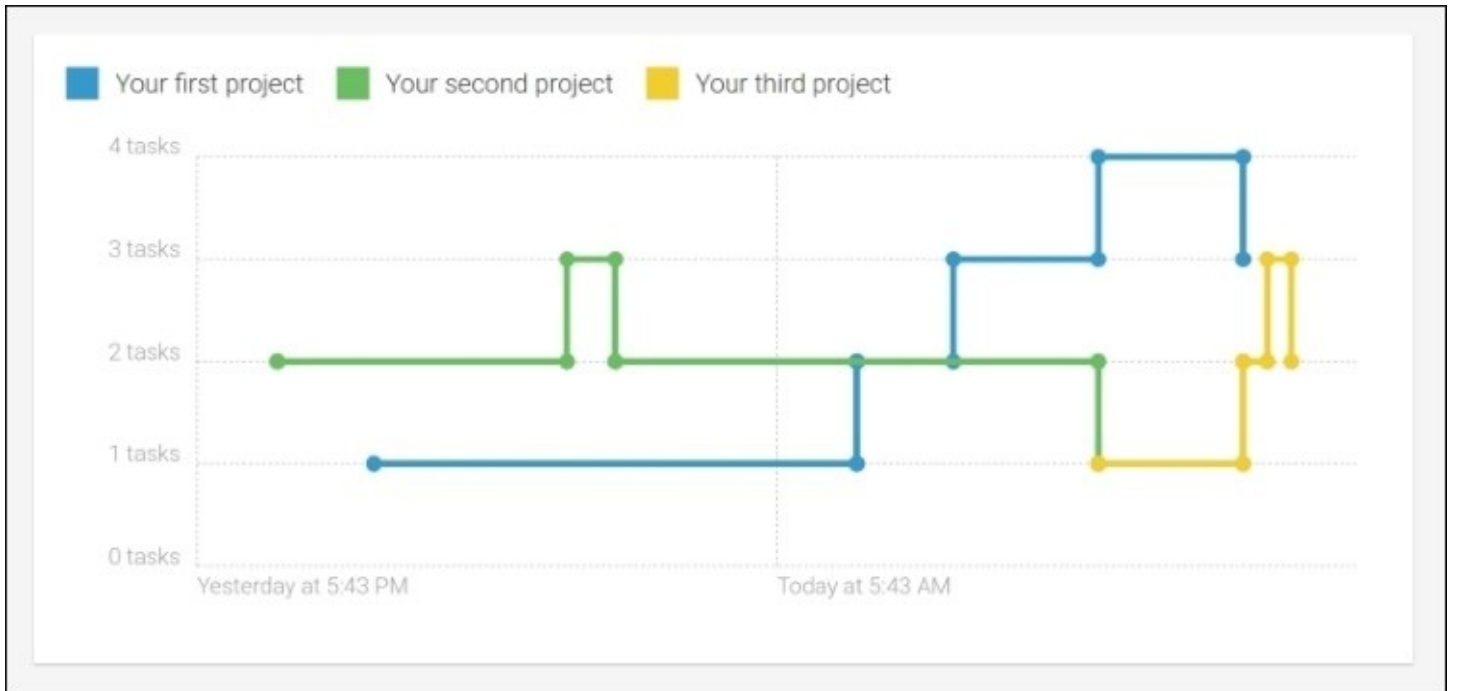 Your first project Your second project Your third project
4 tasks
3 tasks
2 tasks
1 tasks
0 tasks
Yesterday at 5:43 PM Today at 5:43 AM